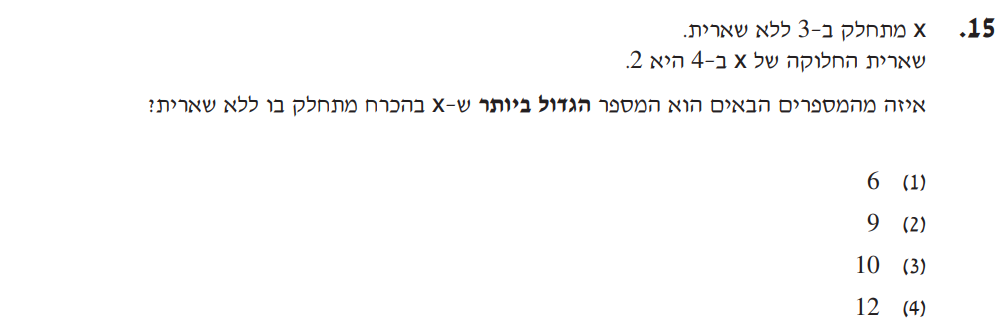 15. x מתחלק ב-3 ללא שארית.
שארית החלוקה של x ב-4 היא 2.
איזה מהמספרים הבאים הוא המספר הגדול ביותר ש-x בהכרח מתחלק בו ללא שארית?
(1) 6
(2) 9
(3) 10
(4) 12